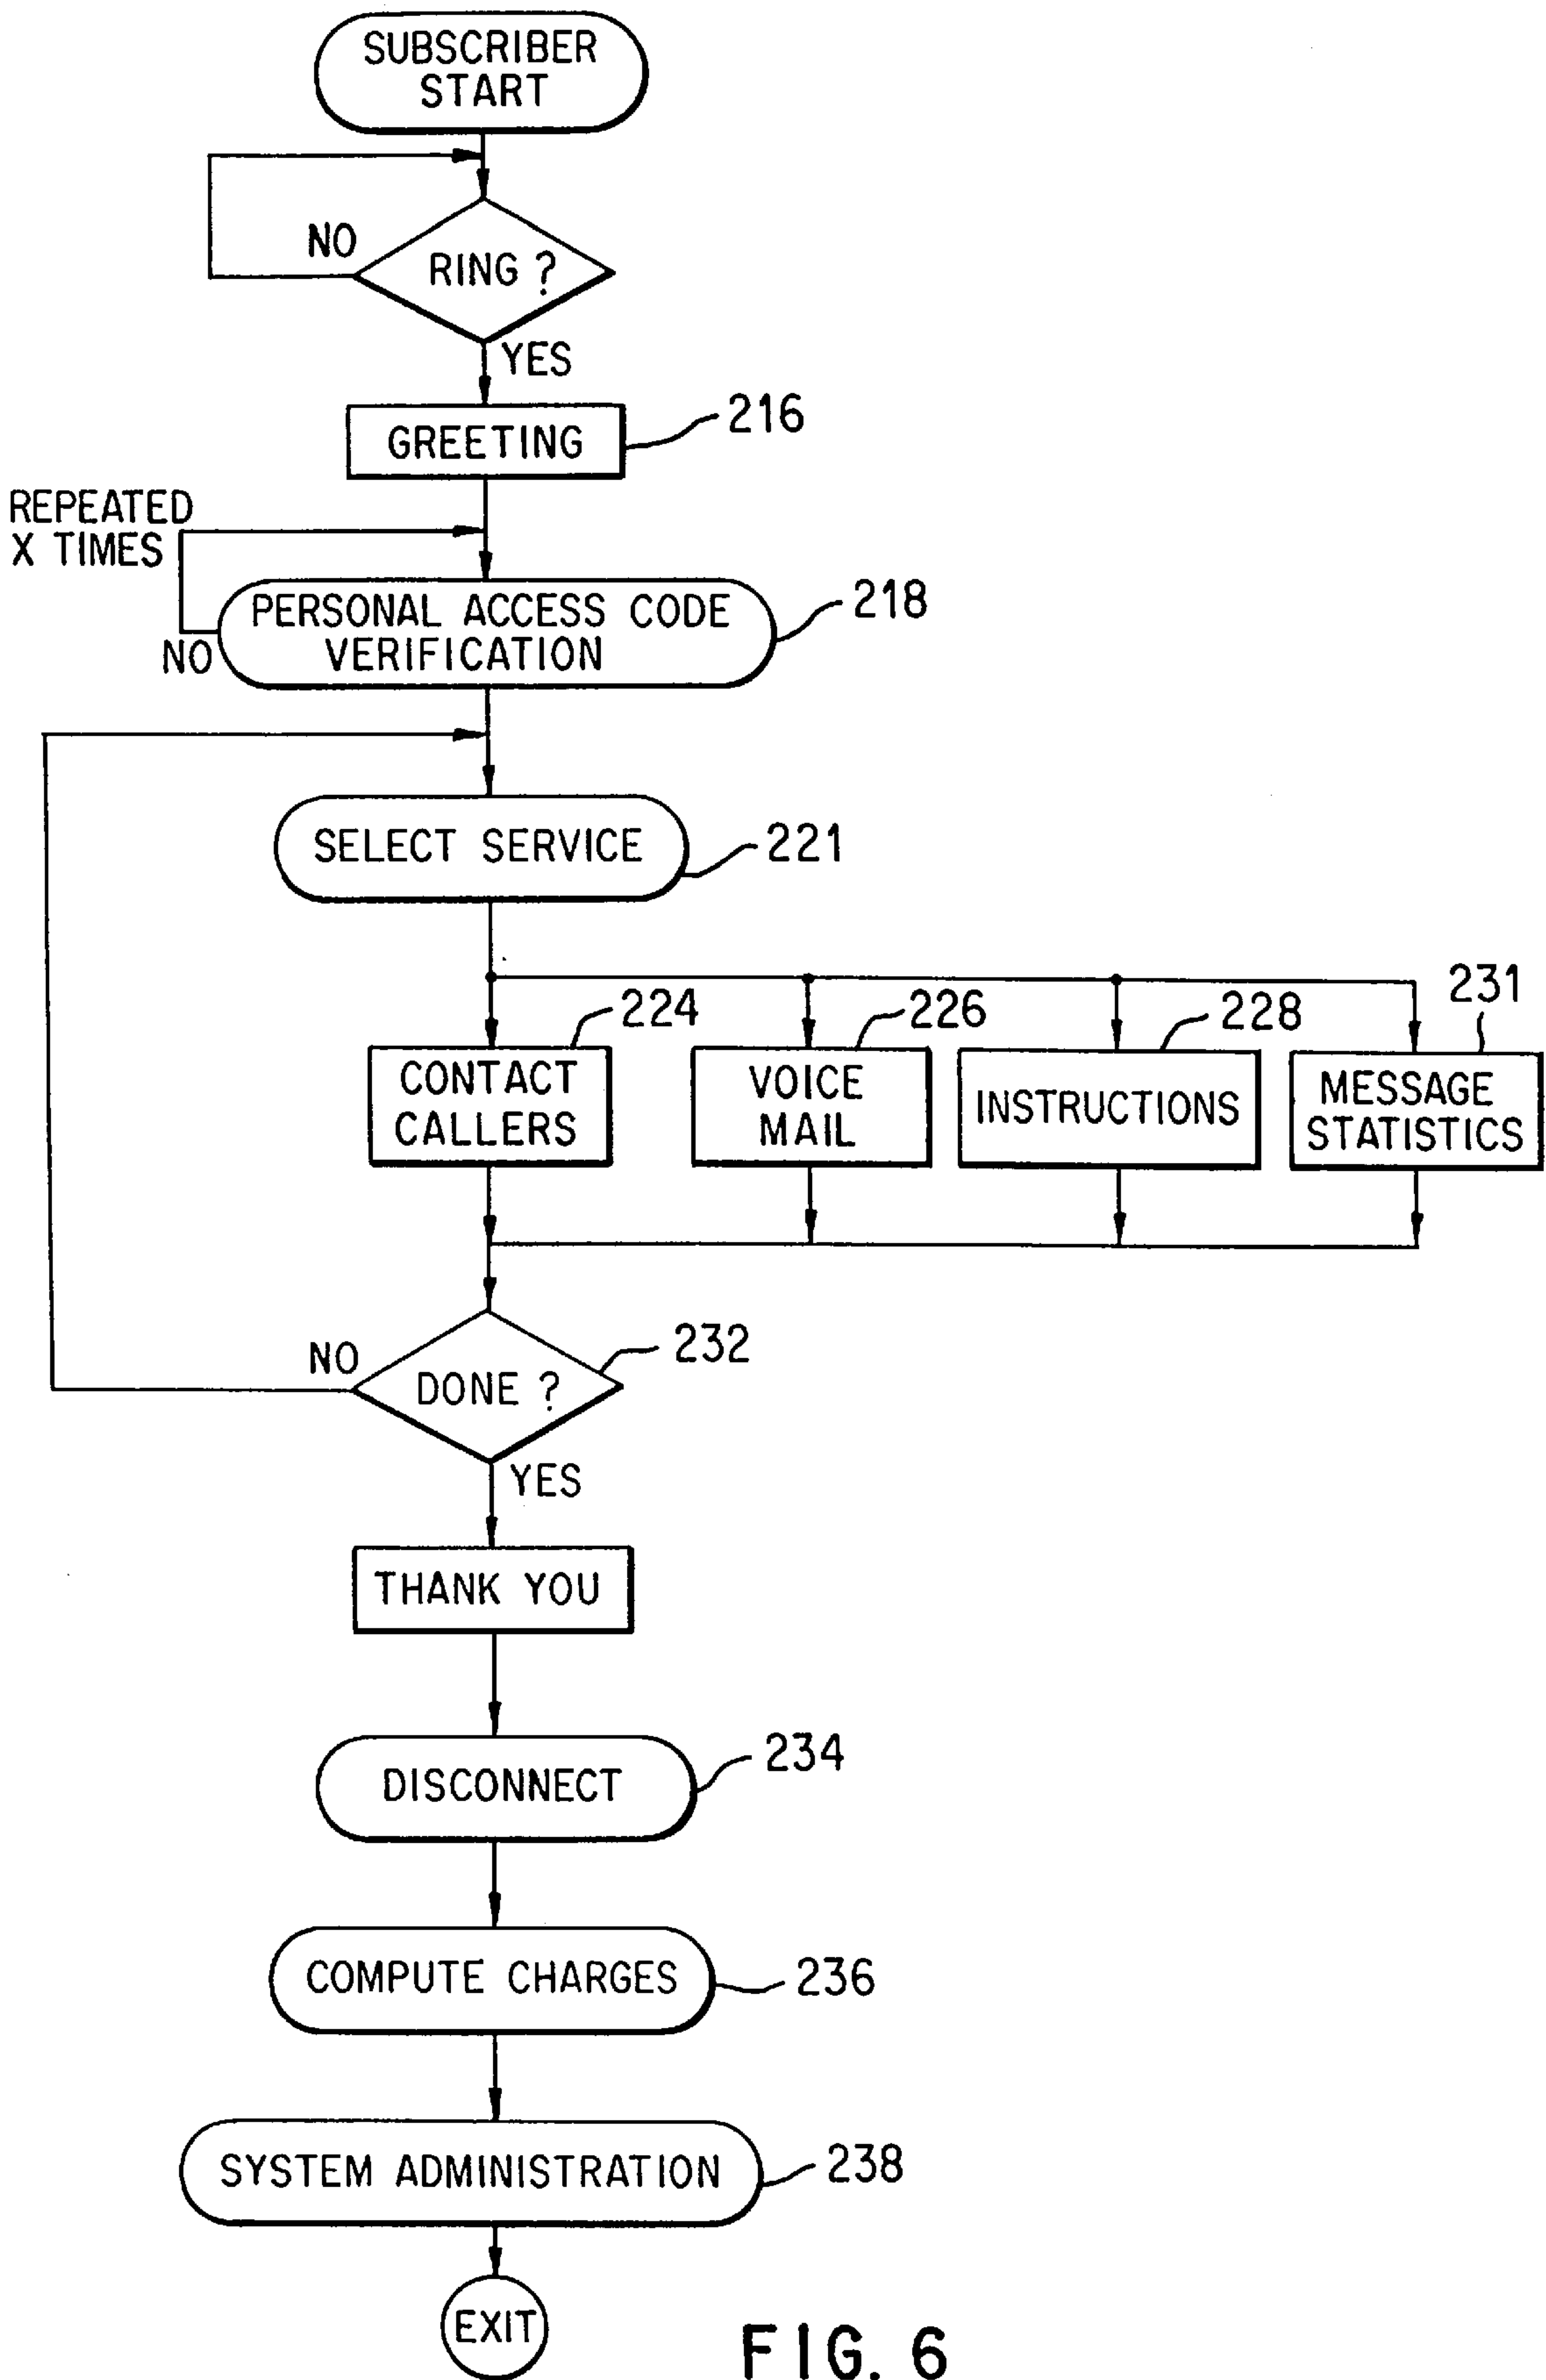 SUBSCRIBER
START
NO
RING ?
YES
GREETING
216
REPEATED
X TIMES
PERSONAL ACCESS CODE
VERIFICATION
218
NO
SELECT SERVICE
221
224
226
228
231
CONTACT
CALLERS
VOICE
MAIL
INSTRUCTIONS
MESSAGE
STATISTICS
NO
DONE ?
232
YES
THANK YOU
DISCONNECT
234
COMPUTE CHARGES
236
SYSTEM ADMINISTRATION
238
EXIT
FIG. 6